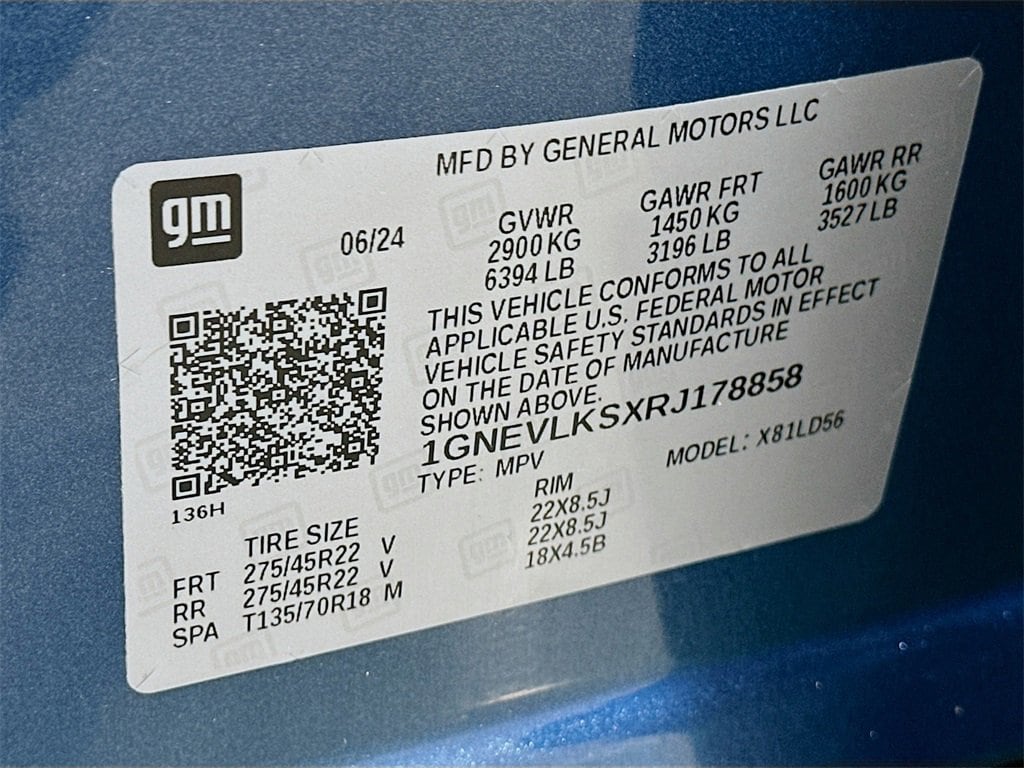 MFD BY GENERAL MOTORS LLC
gm
06/24
GVWR
2900 KG
6394 LB
GAWR FRT
1450 KG
3196 LB
GAWR RR
1600 KG
3527 LB
THIS VEHICLE CONFORMS TO ALL
APPLICABLE U.S. FEDERAL MOTOR
VEHICLE SAFETY STANDARDS IN EFFECT
ON THE DATE OF MANUFACTURE
SHOWN ABOVE.
1GNEVLKSXRJ178858
TYPE: MPV
MODEL: X81LD56
136H
TIRE SIZE
RIM
FRT 275/45R22 V 22X8.5J
RR 275/45R22 V 22X8.5J
SPA T135/70R18 M 18X4.5B